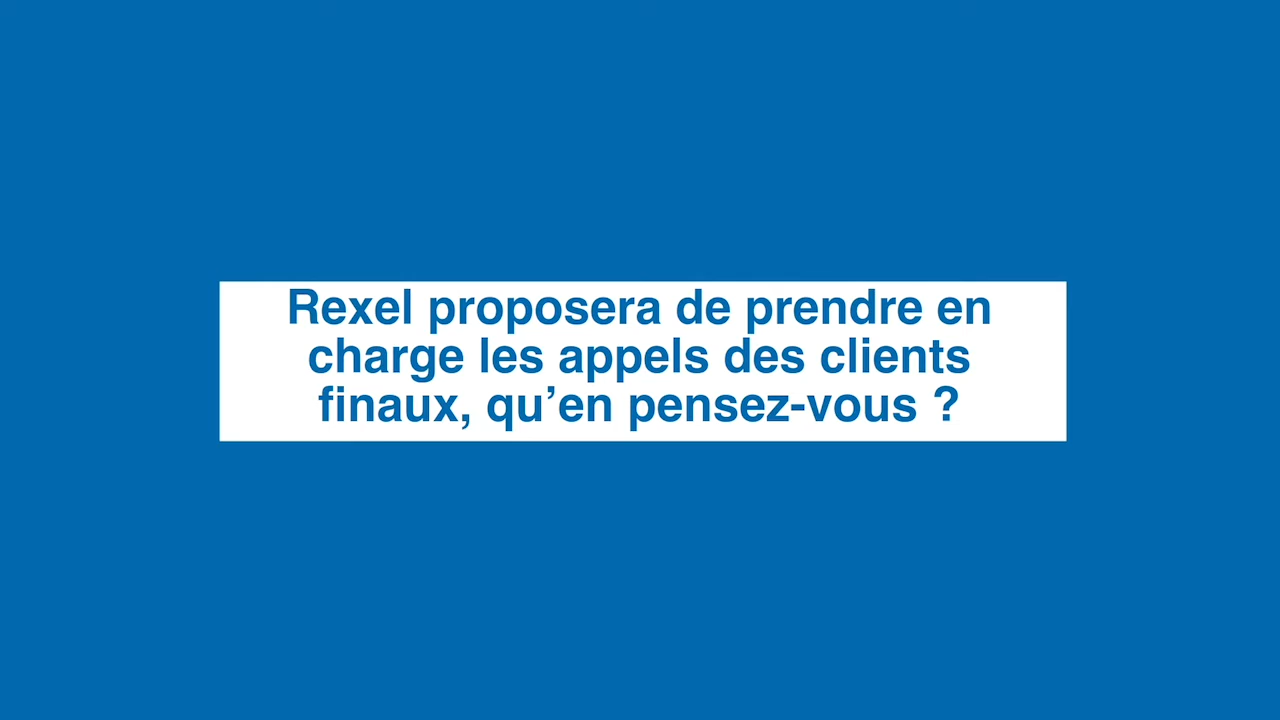 Rexel proposera de prendre en
charge les appels des clients
finaux, qu’en pensez-vous ?